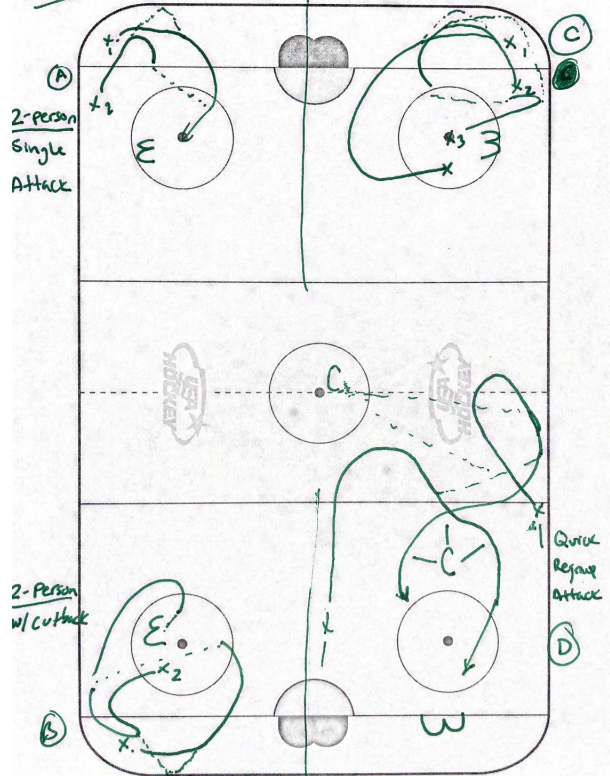 C
A
2-person
Single
Attack
X1
X2
X1
X2
X3
X
C
USA
HOCKEY
USA
HOCKEY
X
1
Quick
Regroup
Attack
C
2-Person
w/ Cutback
X2
D
B
X